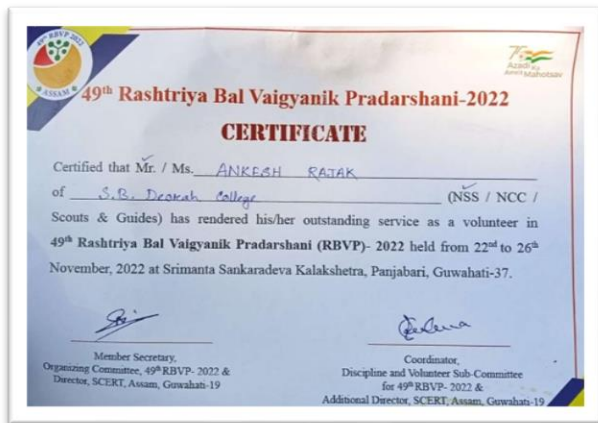 49th RBVP 2022
ASSAM
75
Azadi Ka
Amrit Mahotsav
49th Rashtriya Bal Vaigyanik Pradarshani-2022
CERTIFICATE
Certified that Mr. / Ms. ANKESH RAJAK
of S.B. Deorah College (NSS / NCC /
Scouts & Guides) has rendered his/her outstanding service as a volunteer in
49th Rashtriya Bal Vaigyanik Pradarshani (RBVP)- 2022 held from 22nd to 26th
November, 2022 at Srimanta Sankaradeva Kalakshetra, Panjabari, Guwahati-37.
Member Secretary,
Organizing Committee, 49th RBVP- 2022 &
Director, SCERT, Assam, Guwahati-19
Coordinator,
Discipline and Volunteer Sub-Committee
for 49th RBVP- 2022 &
Additional Director, SCERT, Assam, Guwahati-19